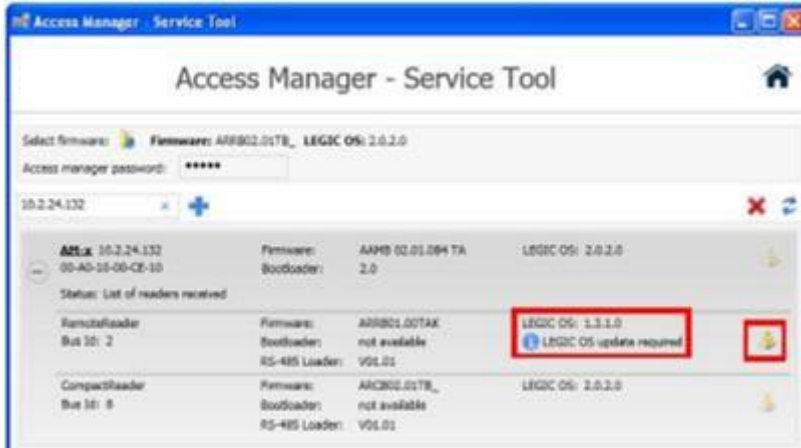 Access Manager - Service Tool
Access Manager - Service Tool
Select firmware: Firmware: ARRB02.01TB_ LEGIC OS: 2.0.2.0
Access manager password: •••••
10.2.24.132
AM-x 10.2.24.132 Firmware: AAMB 02.01.084 TA LEGIC OS: 2.0.2.0
00-A0-10-00-CE-10 Bootloader: 2.0
Status: List of readers received
RemoteReader Firmware: ARRB01.00TAK LEGIC OS: 1.3.1.0
Bus Id: 2 Bootloader: not available LEGIC OS update required
RS-485 Loader: V01.01
CompactReader Firmware: ARCB02.01TB_ LEGIC OS: 2.0.2.0
Bus Id: 8 Bootloader: not available
RS-485 Loader: V01.01